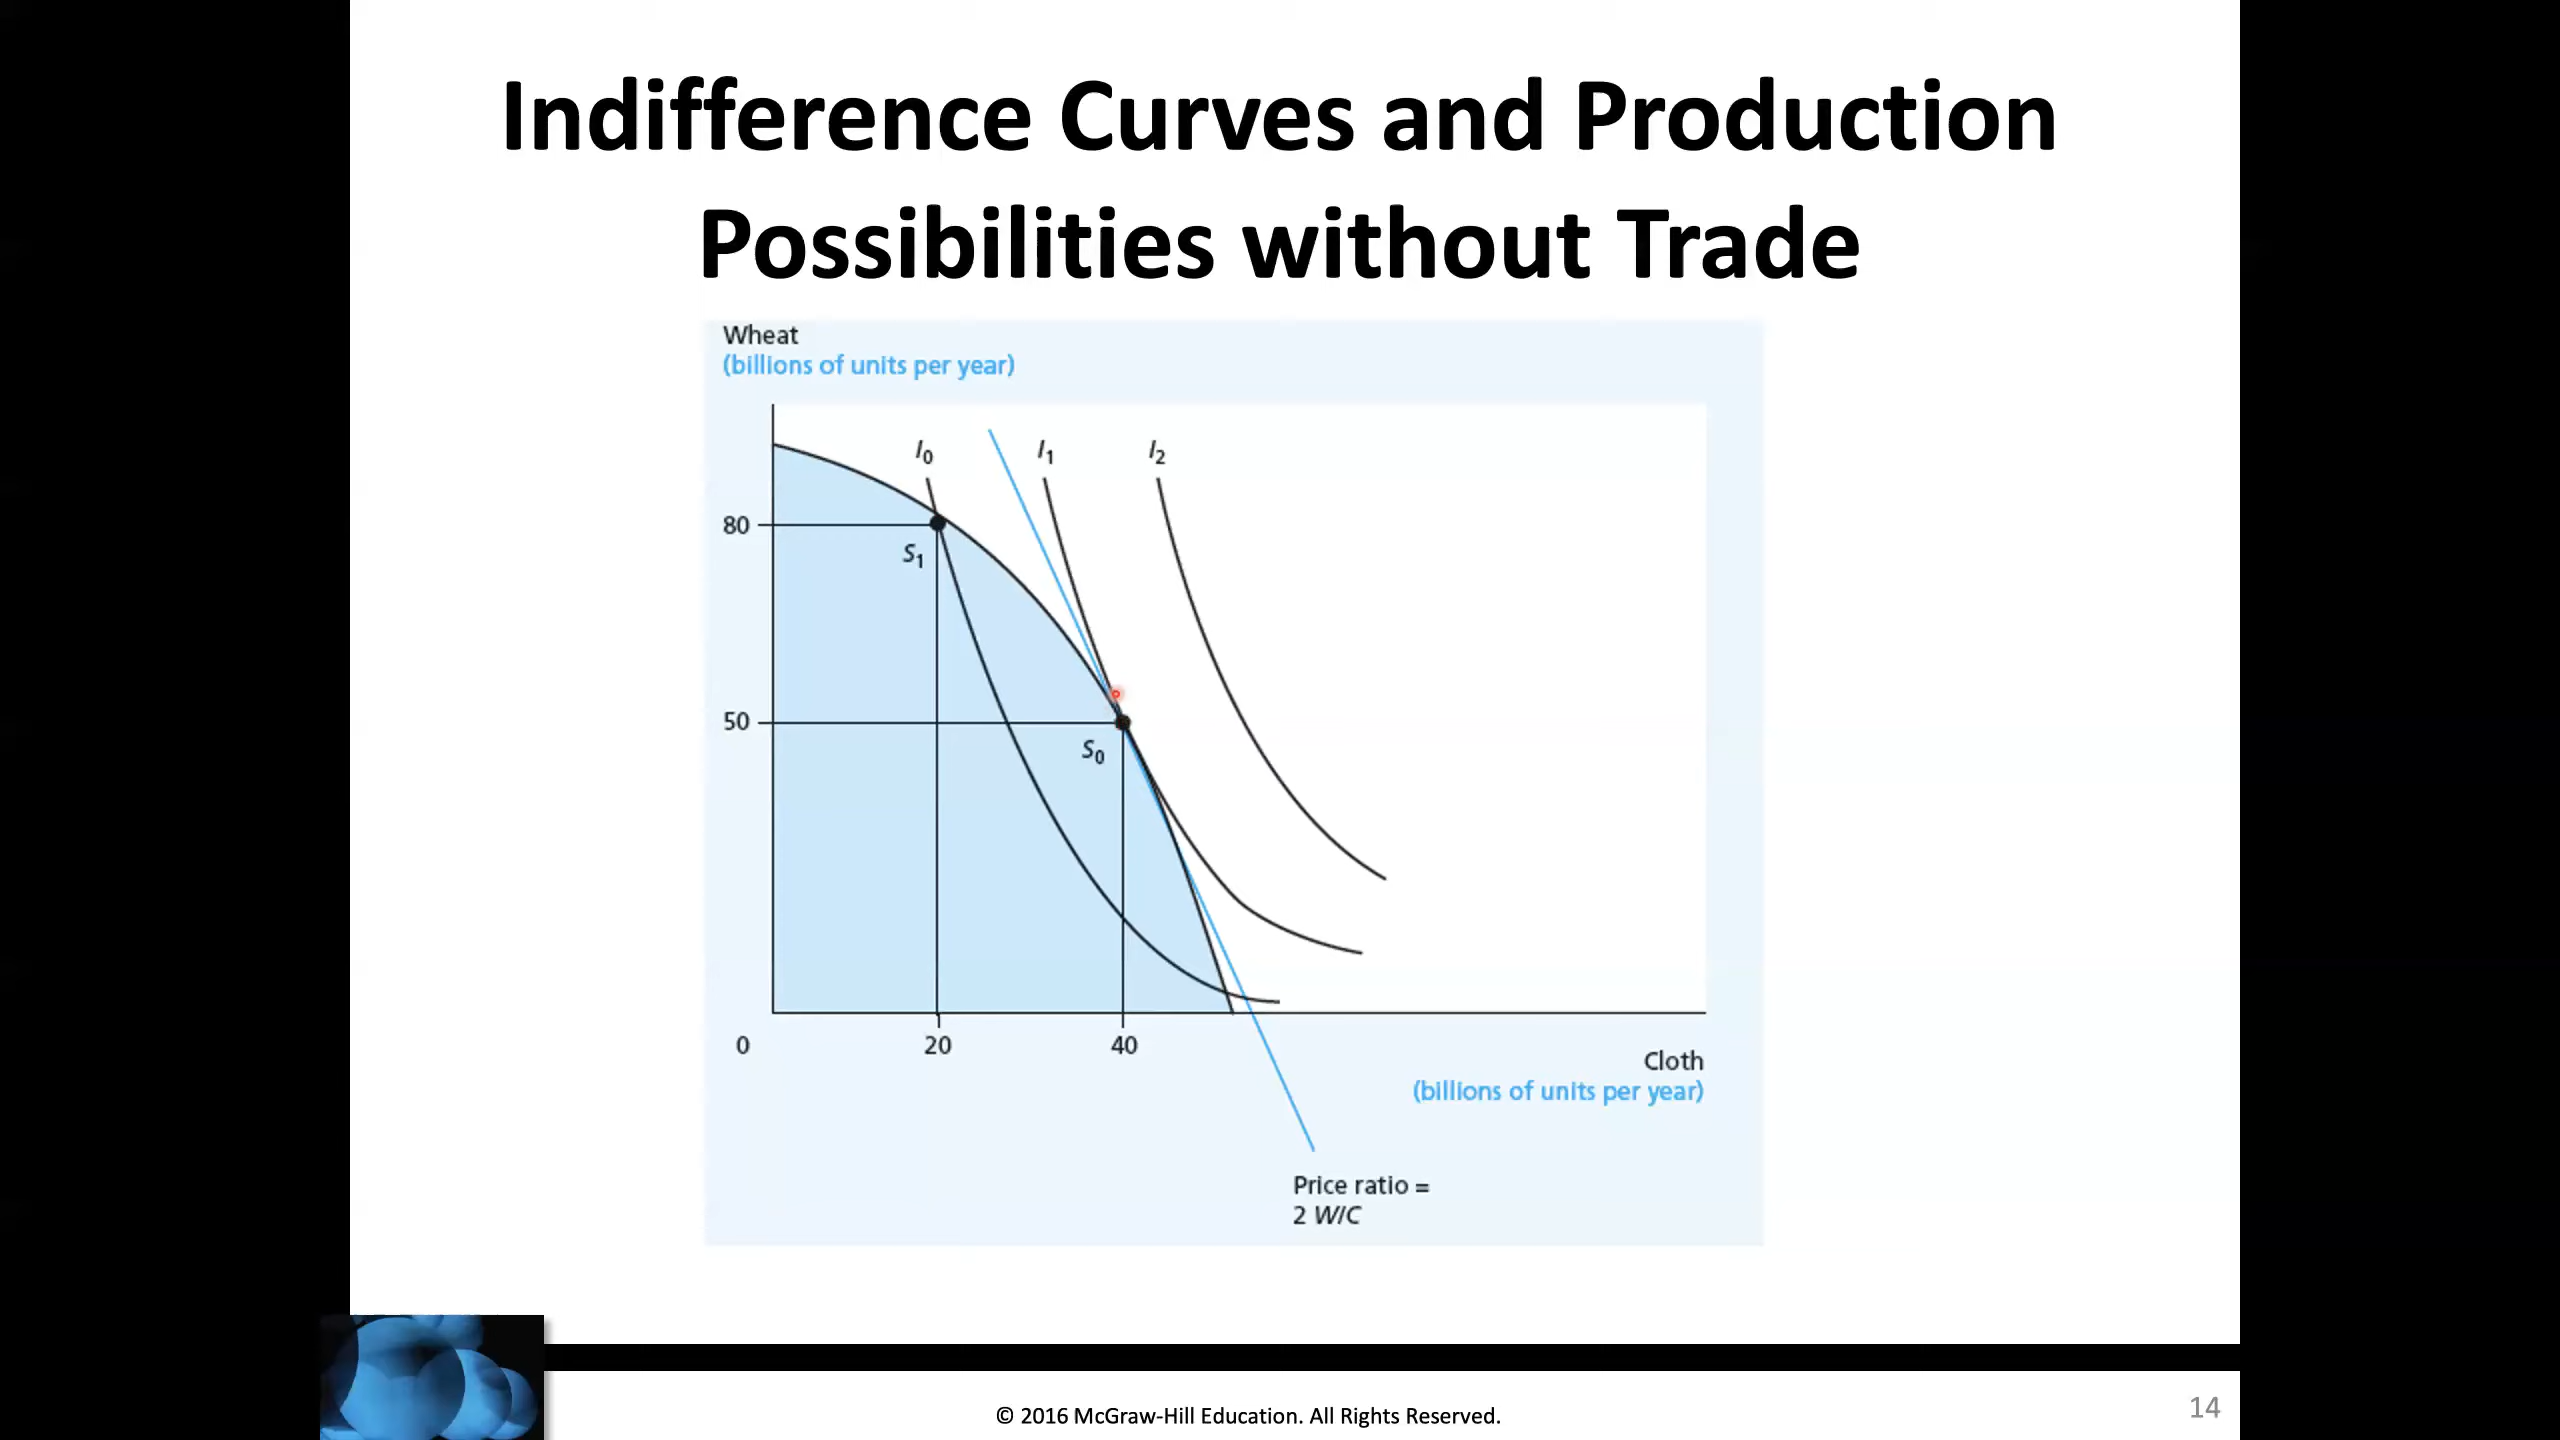 Indifference Curves and Production
Possibilities without Trade
Wheat
(billions of units per year)
I0
I1
I2
80
S1
50
S0
0
20
40
Cloth
(billions of units per year)
Price ratio =
2 W/C
© 2016 McGraw-Hill Education. All Rights Reserved.
14